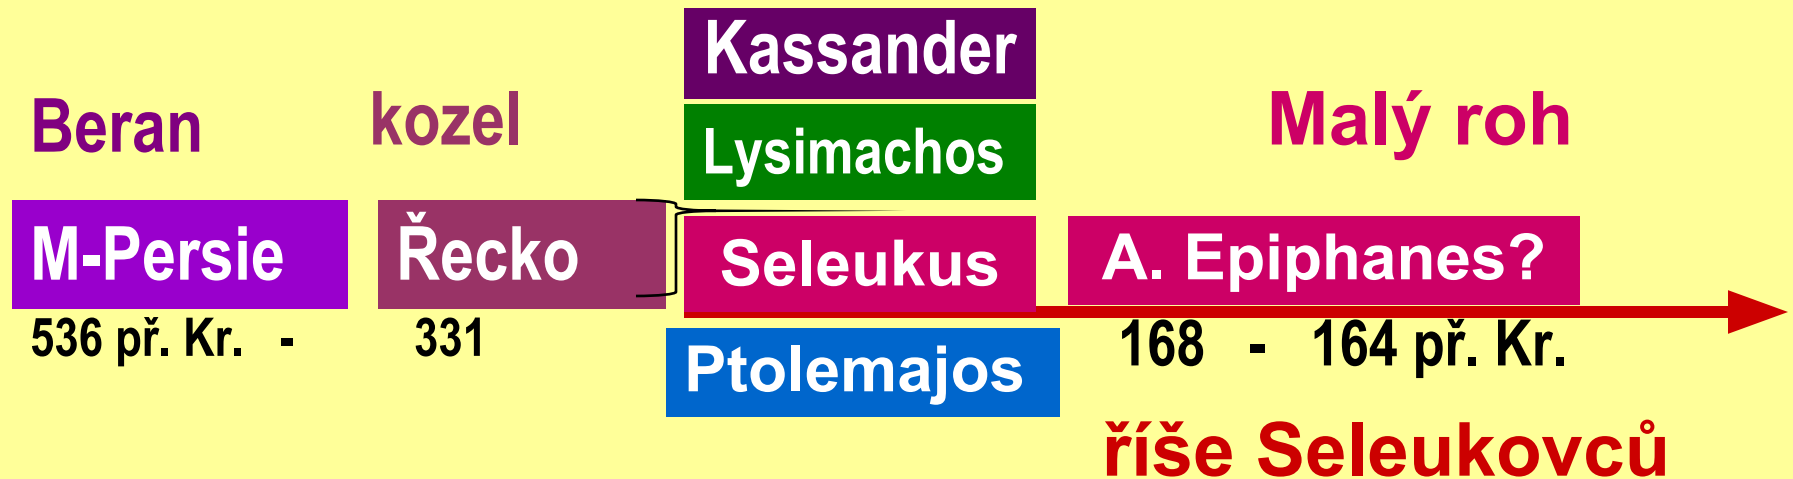 Beran
M-Persie
536 př. Kr. -
kozel
Řecko
331
Kassander
Lysimachos
Seleukus
Ptolemajos
Malý roh
A. Epiphanes?
168 - 164 př. Kr.
říše Seleukovců